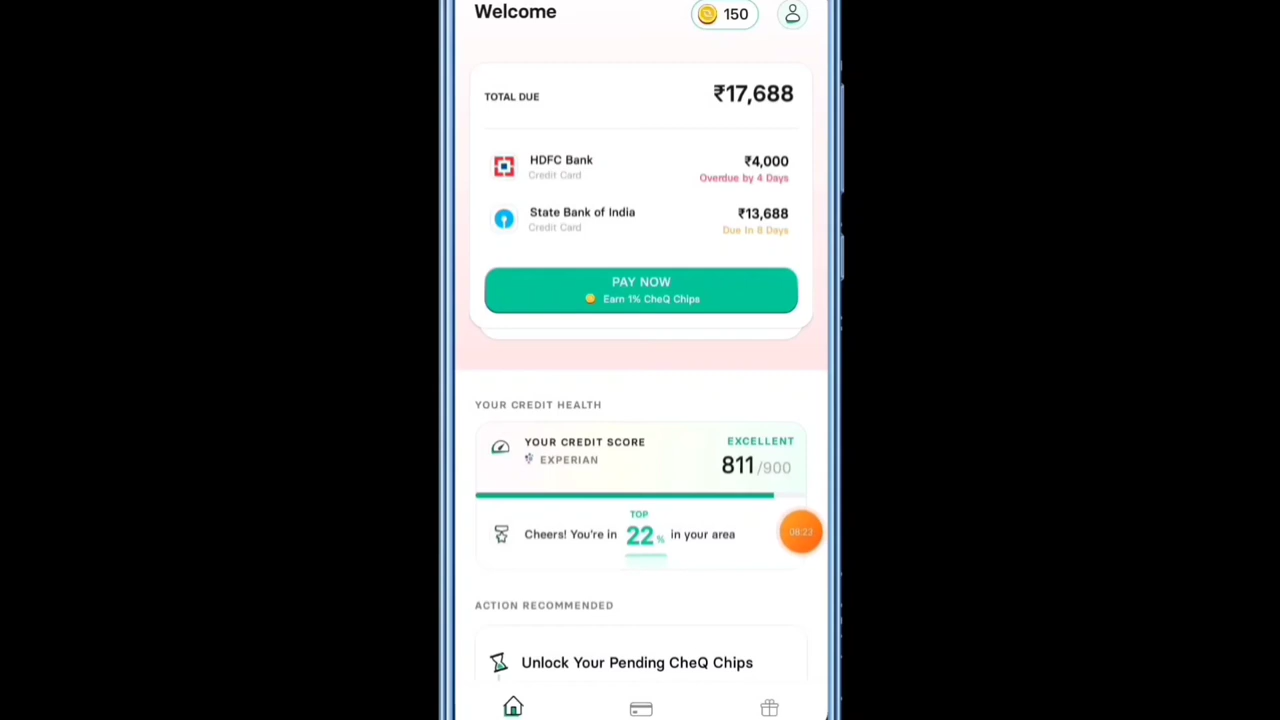 Welcome
150
TOTAL DUE
₹17,688
HDFC Bank
₹4,000
Credit Card
Overdue by 4 Days
State Bank of India
₹13,688
Credit Card
Due In 8 Days
PAY NOW
Earn 1% CheQ Chips
YOUR CREDIT HEALTH
YOUR CREDIT SCORE
EXCELLENT
EXPERIAN
811/900
TOP
Cheers! You're in 22% in your area
06:23
ACTION RECOMMENDED
Unlock Your Pending CheQ Chips